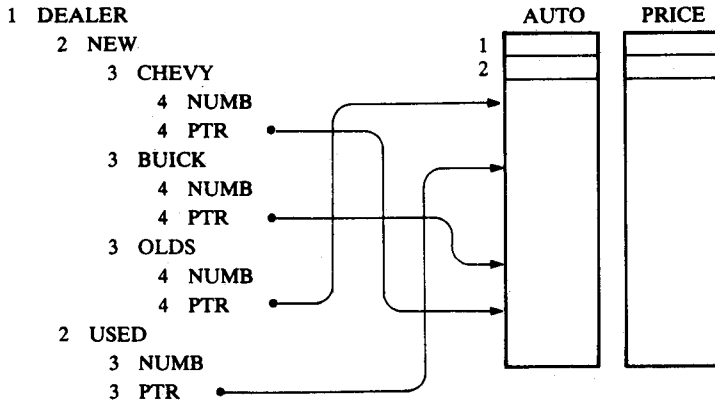 1 DEALER
2 NEW
3 CHEVY
4 NUMB
4 PTR
3 BUICK
4 NUMB
4 PTR
3 OLDS
4 NUMB
4 PTR
2 USED
3 NUMB
3 PTR
AUTO PRICE
1
2